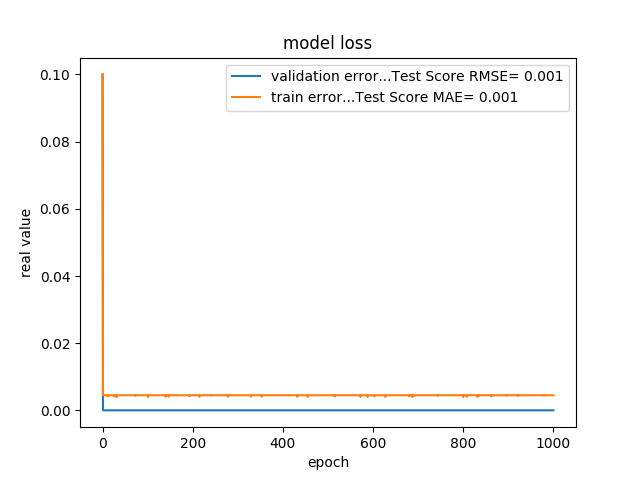 model loss
validation error...Test Score RMSE= 0.001
train error...Test Score MAE= 0.001
real value
0.10
0.08
0.06
0.04
0.02
0.00
0 200 400 600 800 1000
epoch